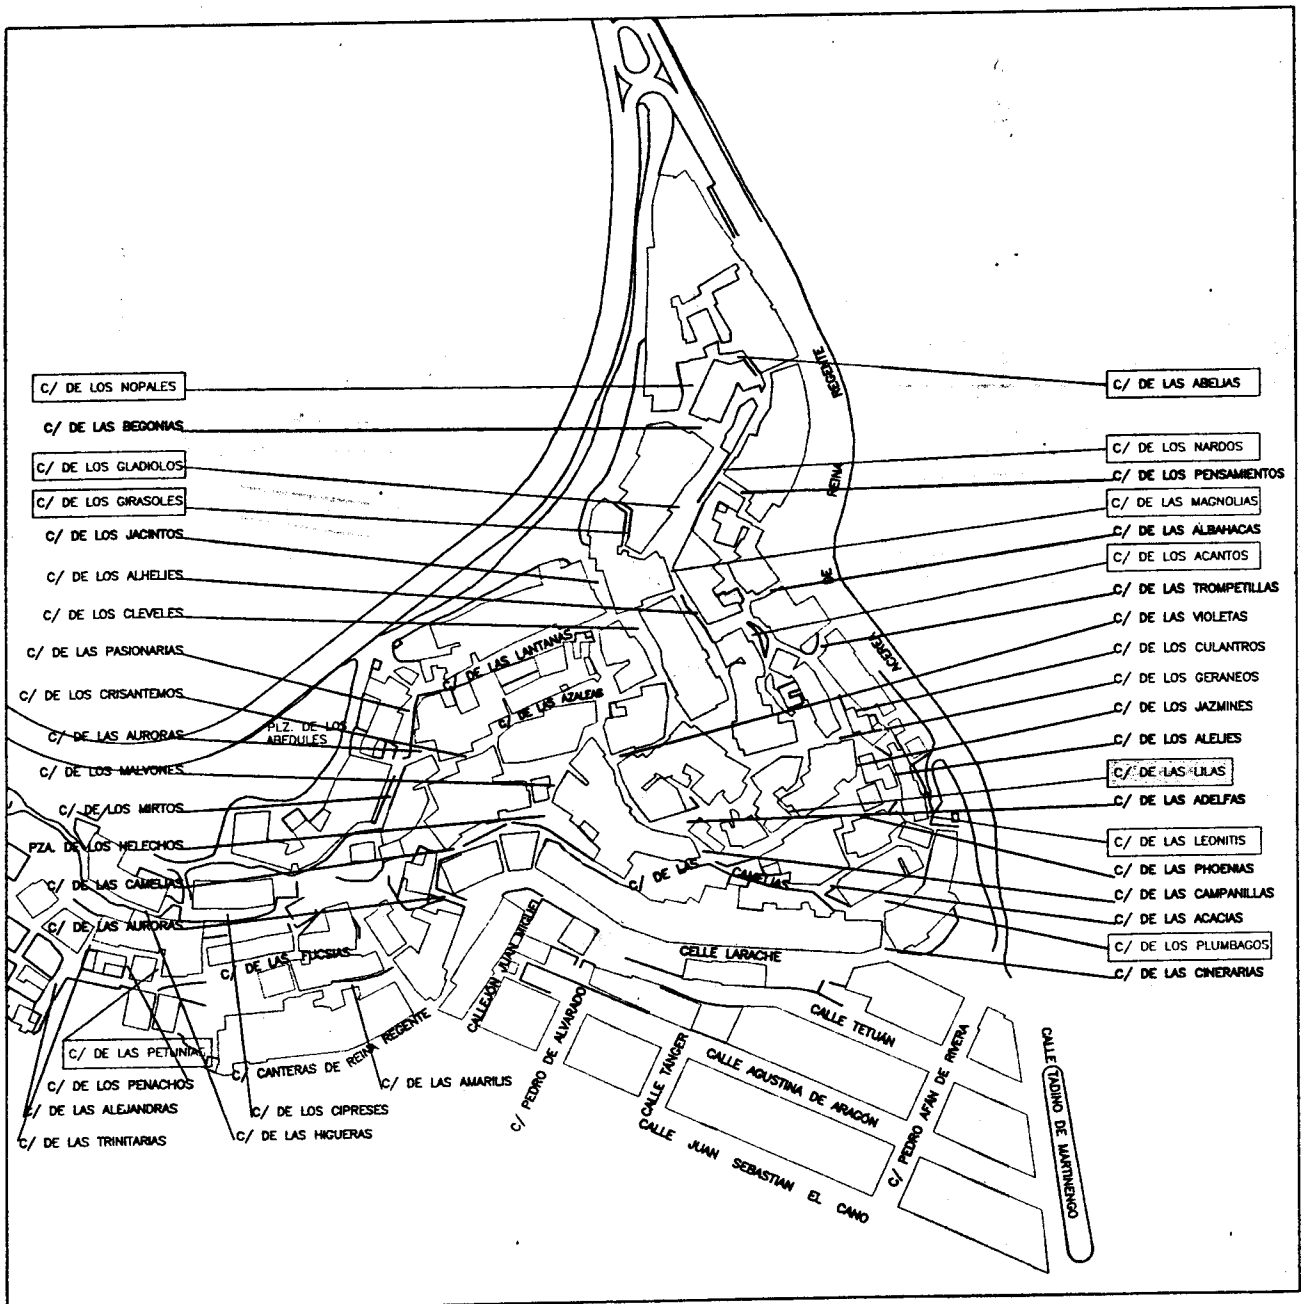 C/ DE LOS NOPALES
C/ DE LAS BEGONIAS
C/ DE LOS GLADIOLOS
C/ DE LOS GIRASOLES
C/ DE LOS JACINTOS
C/ DE LOS ALHELIES
C/ DE LOS CLEVELES
C/ DE LAS PASIONARIAS
C/ DE LOS CRISANTEMOS
C/ DE LAS AURORAS
C/ DE LOS MALVONES
C/ DE LOS MIRTOS
PZA. DE LOS HELECHOS
C/ DE LAS CAMELIAS
C/ DE LAS AURORAS
C/ DE LAS ABELIAS
C/ DE LOS NARDOS
C/ DE LOS PENSAMIENTOS
C/ DE LAS MAGNOLIAS
C/ DE LAS ALBAHACAS
C/ DE LOS ACANTOS
C/ DE LAS TROMPETILLAS
C/ DE LAS VIOLETAS
C/ DE LOS CULANTROS
C/ DE LOS GERANEOS
C/ DE LOS JAZMINES
C/ DE LOS ALELIES
C/ DE LAS LILAS
C/ DE LAS ADELFAS
C/ DE LAS LEONITIS
C/ DE LAS PHOENIAS
C/ DE LAS CAMPANILLAS
C/ DE LAS ACACIAS
C/ DE LOS PLUMBAGOS
C/ DE LAS CINERARIAS
ACERA DE REINA REGENTE
C/ DE LAS LANTANAS
C/ DE LAS AZALEAS
PLZ. DE LOS
ABEDULES
C/ DE LAS CAMELIAS
C/ DE LAS FUCSIAS
CELLE LARACHE
CALLEJÓN JUAN MIGUEL
C/ CANTERAS DE REINA REGENTE
C/ PEDRO DE ALVARADO
CALLE TETUÁN
CALLE TÁNGER
CALLE AGUSTINA DE ARAGÓN
CALLE JUAN SEBASTIAN EL CANO
C/ PEDRO AFÁN DE RIVERA
CALLE TADINO DE MARTINENGO
C/ DE LAS PETUNIAS
C/ DE LOS PENACHOS
C/ DE LAS ALEJANDRAS
C/ DE LAS TRINITARIAS
C/ DE LAS AMARILIS
C/ DE LOS CIPRESES
C/ DE LAS HIGUERAS